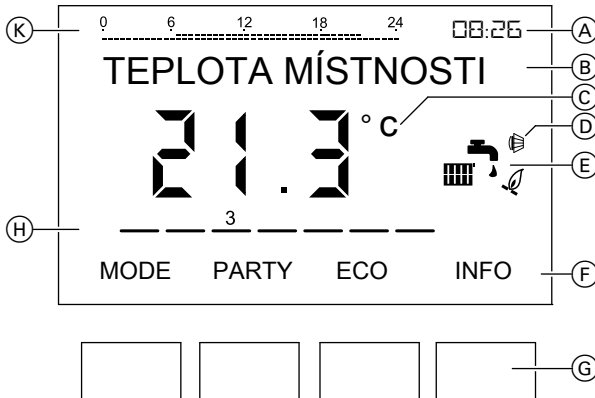 0 6 12 18 24 08:26
K A
TEPLOTA MÍSTNOSTI B
C
21.3 °C D
E
3
H
MODE PARTY ECO INFO F
G